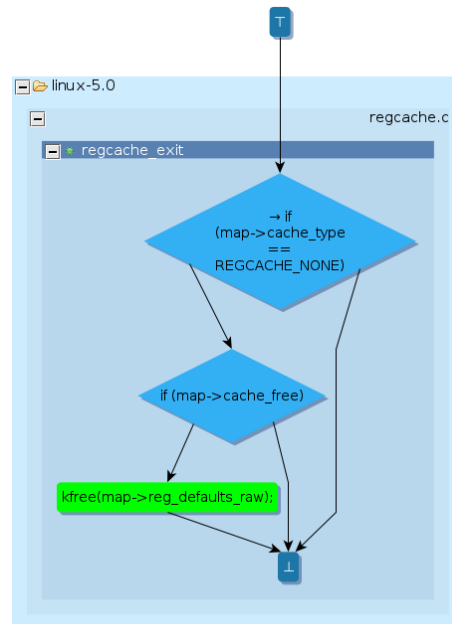 ⊤
linux-5.0
regcache.c
regcache_exit
→ if
(map->cache_type
==
REGCACHE_NONE)
if (map->cache_free)
kfree(map->reg_defaults_raw);
⊥